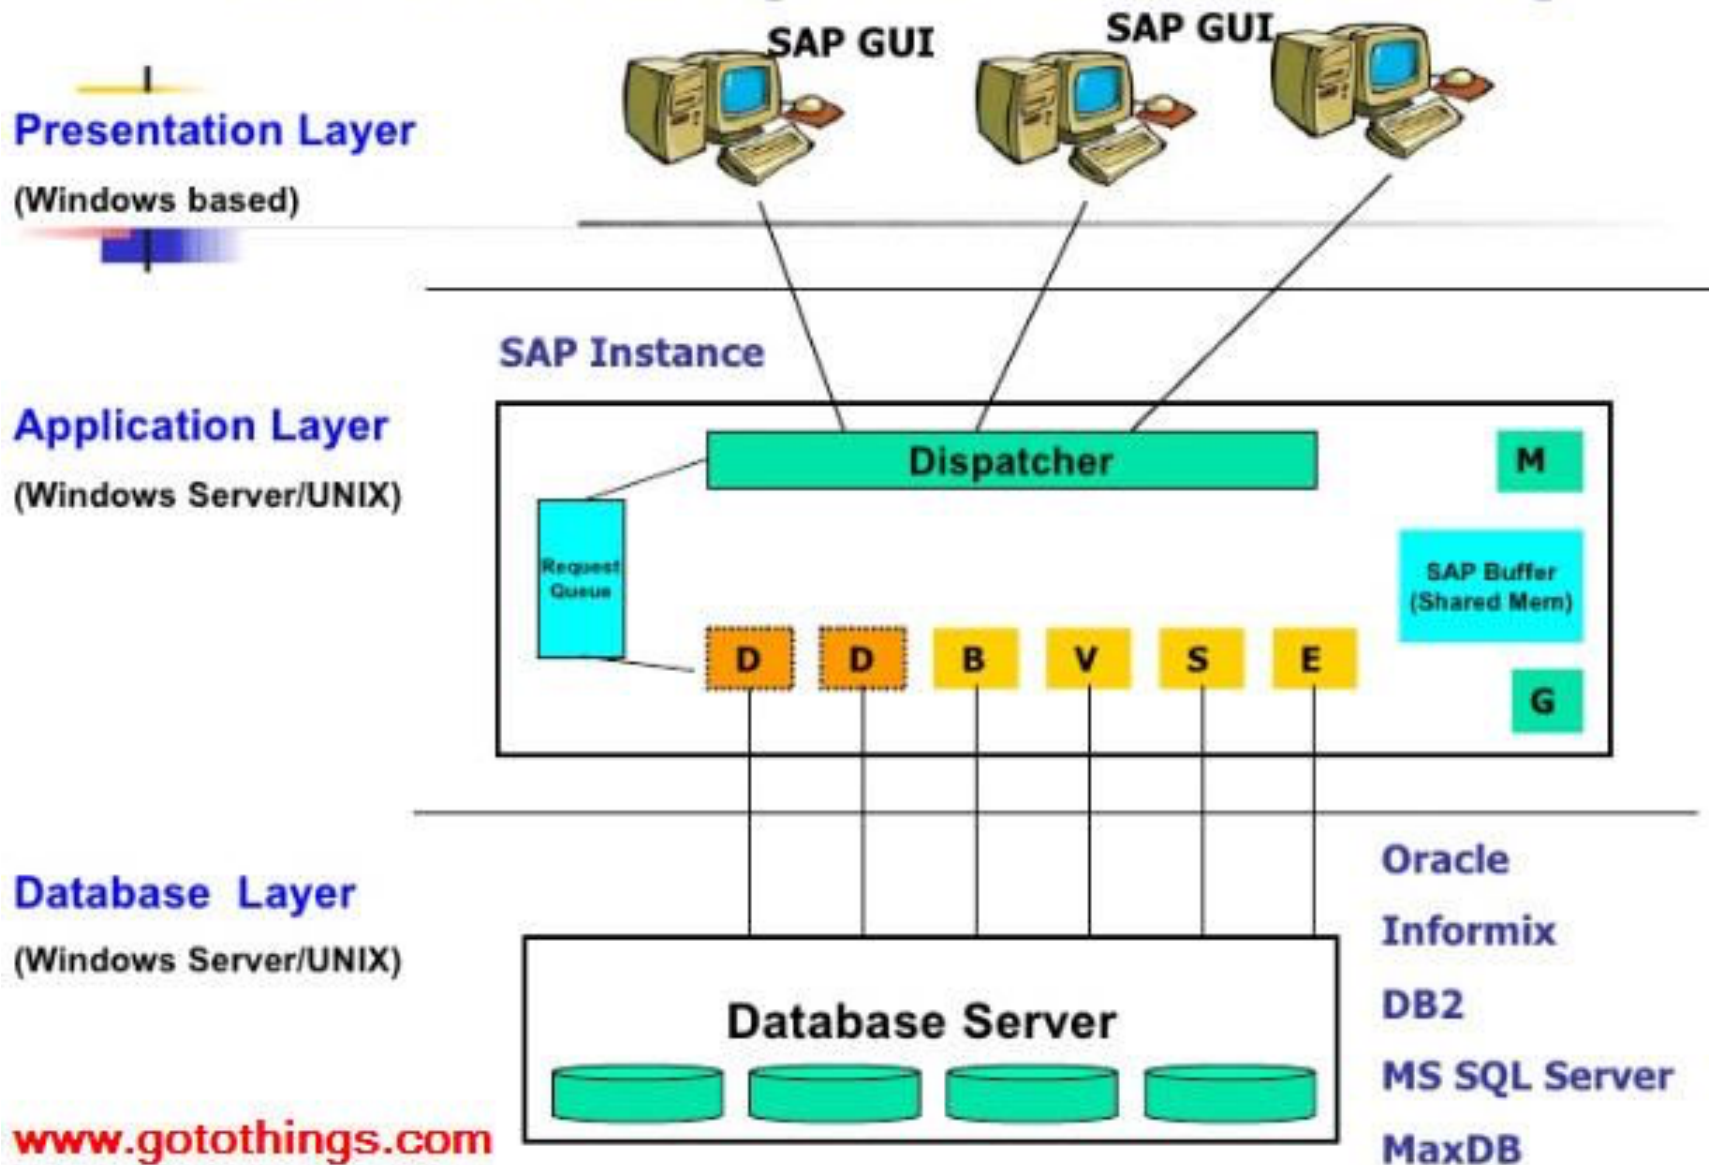 SAP GUI
SAP GUI
Presentation Layer
(Windows based)
SAP Instance
Application Layer
(Windows Server/UNIX)
Dispatcher
M
Request
Queue
SAP Buffer
(Shared Mem)
D
D
B
V
S
E
G
Database  Layer
(Windows Server/UNIX)
Database Server
Oracle
Informix
DB2
MS SQL Server
MaxDB
www.gotothings.com